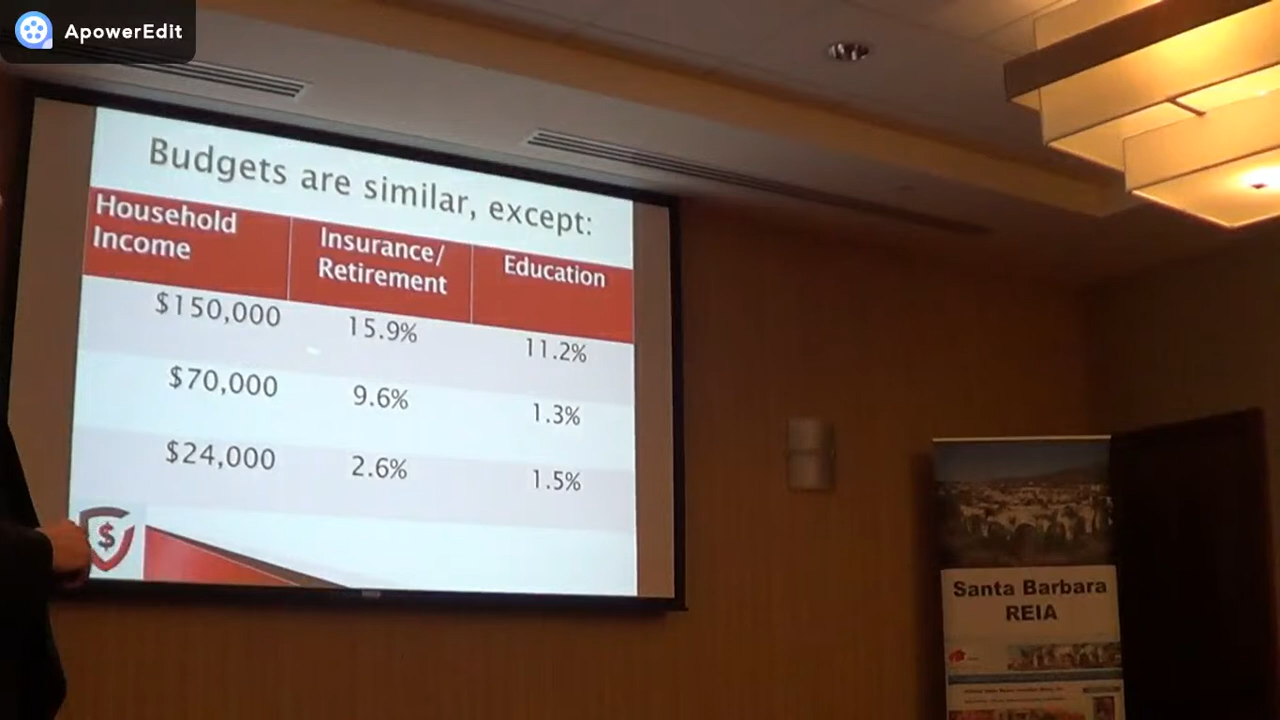 ApowerEdit
Budgets are similar, except:
Household
Income
Insurance/
Retirement
Education
$150,000
15.9%
11.2%
$70,000
9.6%
1.3%
$24,000
2.6%
1.5%
$
Santa Barbara
REIA